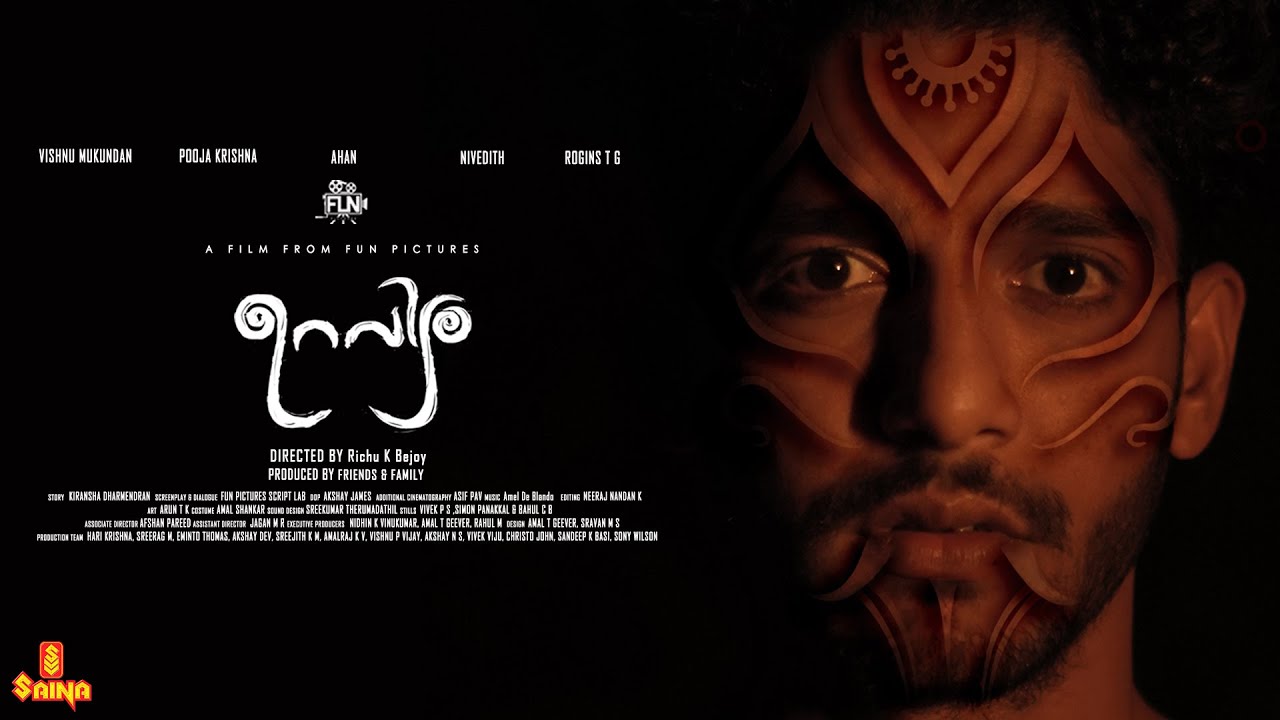 VISHNU MUKUNDAN POOJA KRISHNA AHAN NIVEDITH ROGINS T G
FUN
A FILM FROM FUN PICTURES
ഉറവിടം
DIRECTED BY Richu K Bejoy
PRODUCED BY FRIENDS & FAMILY
STORY KIRANSHA DHARMENDRAN SCREENPLAY & DIALOGUE FUN PICTURES SCRIPT LAB DOP AKSHAY JAMES ADDITIONAL CINEMATOGRAPHY ASIF PAV MUSIC Amel De Blando EDITING NEERAJ NANDAN K
ART ARUN T K COSTUME AMAL SHANKAR SOUND DESIGN SREEKUMAR THERUMADATHIL STILLS VIVEK P S ,SIMON PANAKKAL & BAHUL C B
ASSOCIATE DIRECTOR AFSHAN PAREED ASSISTANT DIRECTOR JAGAN M R EXECUTIVE PRODUCERS NIDHIN K VINUKUMAR, AMAL T GEEVER, RAHUL M DESIGN AMAL T GEEVER, SRAVAN M S
PRODUCTION TEAM HARI KRISHNA, SREERAG M, EMINTO THOMAS, AKSHAY DEV, SREEJITH K M, AMALRAJ K V, VISHNU P VIJAY, AKSHAY N S, VIVEK VIJU, CHRISTO JOHN, SANDEEP K BASI, SONY WILSON
SAINA